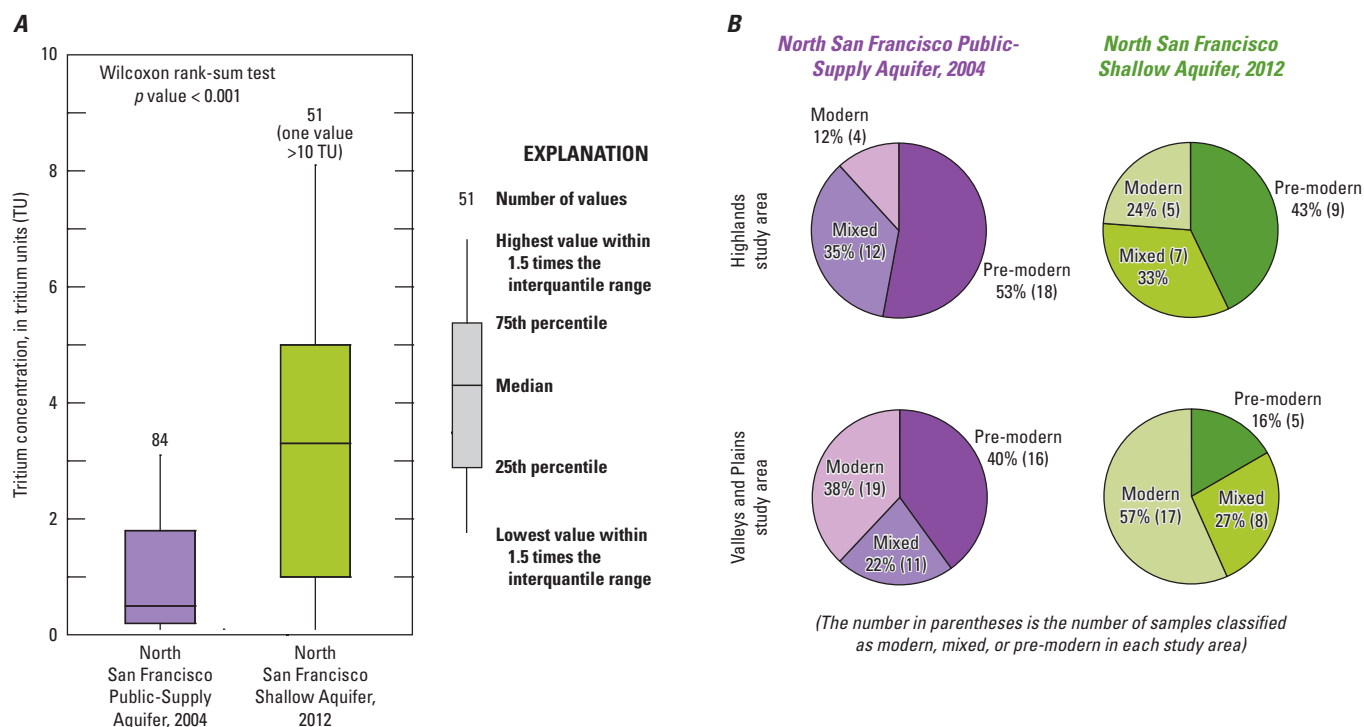 A
Tritium concentration, in tritium units (TU)
10
8
6
4
2
0
Wilcoxon rank-sum test
p value < 0.001
84
51
(one value
>10 TU)
North
San Francisco
Public-Supply
Aquifer, 2004
North
San Francisco
Shallow Aquifer,
2012
EXPLANATION
51 Number of values
Highest value within
1.5 times the
interquantile range
75th percentile
Median
25th percentile
Lowest value within
1.5 times the
interquantile range
B
North San Francisco Public-
Supply Aquifer, 2004
North San Francisco
Shallow Aquifer, 2012
Highlands
study area
Modern
12% (4)
Mixed
35% (12)
Pre-modern
53% (18)
Modern
24% (5)
Mixed (7)
33%
Pre-modern
43% (9)
Valleys and Plains
study area
Modern
38% (19)
Mixed
22% (11)
Pre-modern
40% (16)
Modern
57% (17)
Mixed
27% (8)
Pre-modern
16% (5)
(The number in parentheses is the number of samples classified
as modern, mixed, or pre-modern in each study area)